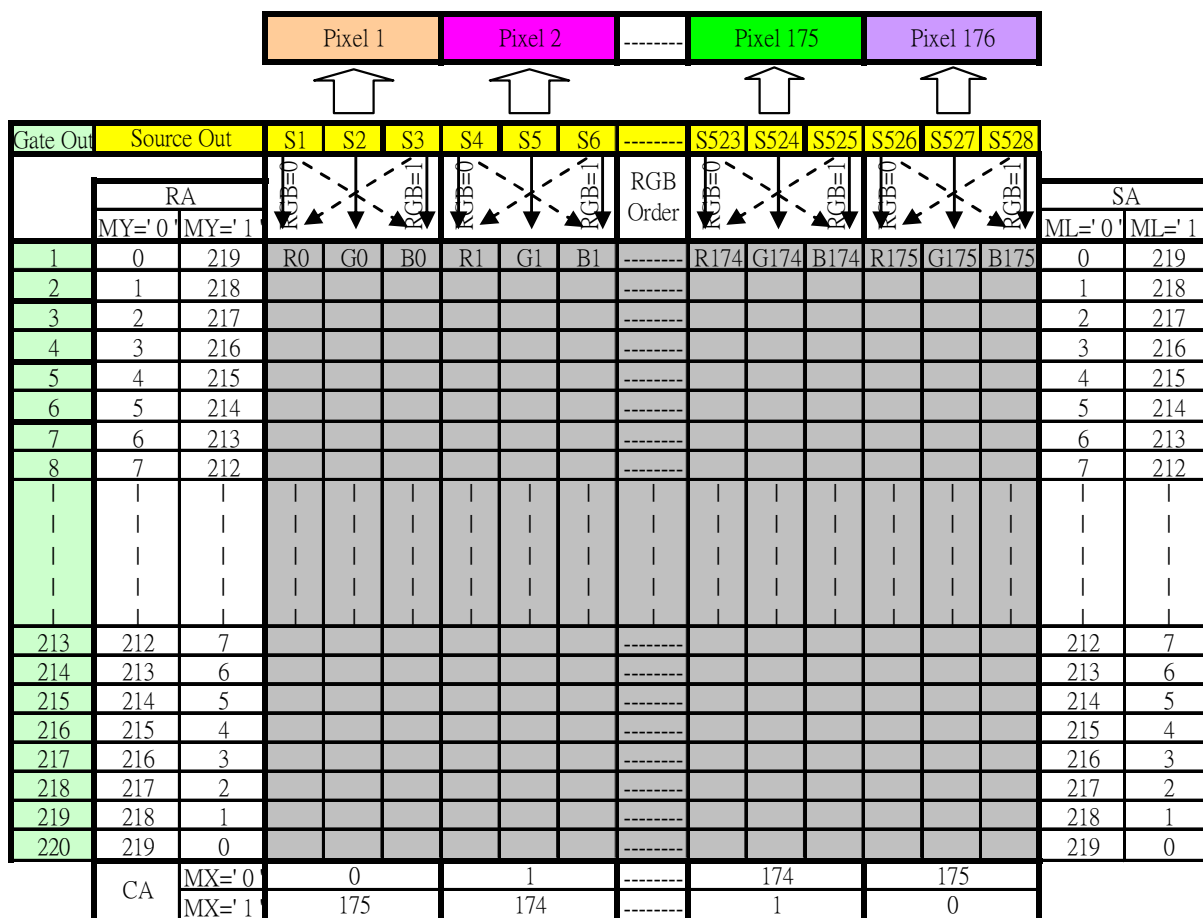 Pixel 1 Pixel 2 -------- Pixel 175 Pixel 176
Gate Out Source Out S1 S2 S3 S4 S5 S6 -------- S523 S524 S525 S526 S527 S528
RGB=0 RGB=1 RGB=0 RGB=1 RGB Order RGB=0 RGB=1 RGB=0 RGB=1
RA SA
MY=' 0 ' MY=' 1 ' ML=' 0 ' ML=' 1
1 0 219 R0 G0 B0 R1 G1 B1 -------- R174 G174 B174 R175 G175 B175 0 219
2 1 218 -------- 1 218
3 2 217 -------- 2 217
4 3 216 -------- 3 216
5 4 215 -------- 4 215
6 5 214 -------- 5 214
7 6 213 -------- 6 213
8 7 212 -------- 7 212
213 212 7 -------- 212 7
214 213 6 -------- 213 6
215 214 5 -------- 214 5
216 215 4 -------- 215 4
217 216 3 -------- 216 3
218 217 2 -------- 217 2
219 218 1 -------- 218 1
220 219 0 -------- 219 0
CA MX=' 0 ' 0 1 -------- 174 175
MX=' 1 ' 175 174 -------- 1 0